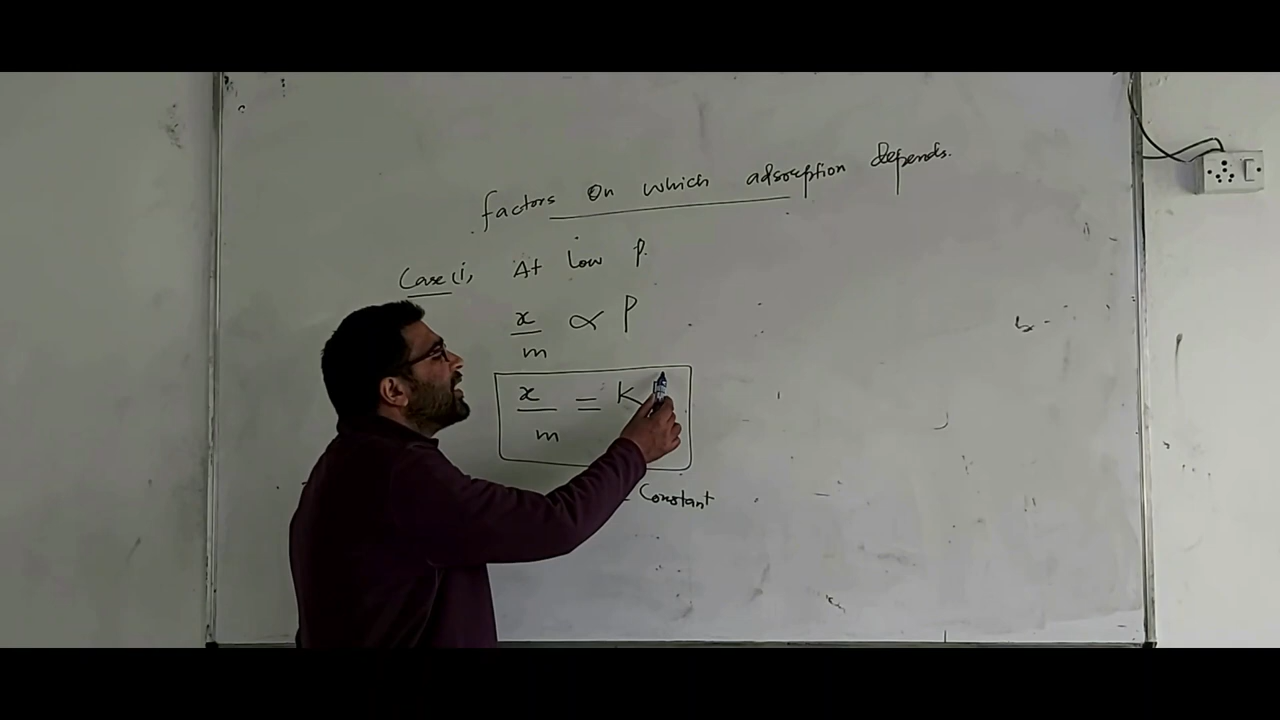 factors on which adsorption depends.
Case (i) At low P.
x/m ∝ P
x/m = K
Constant